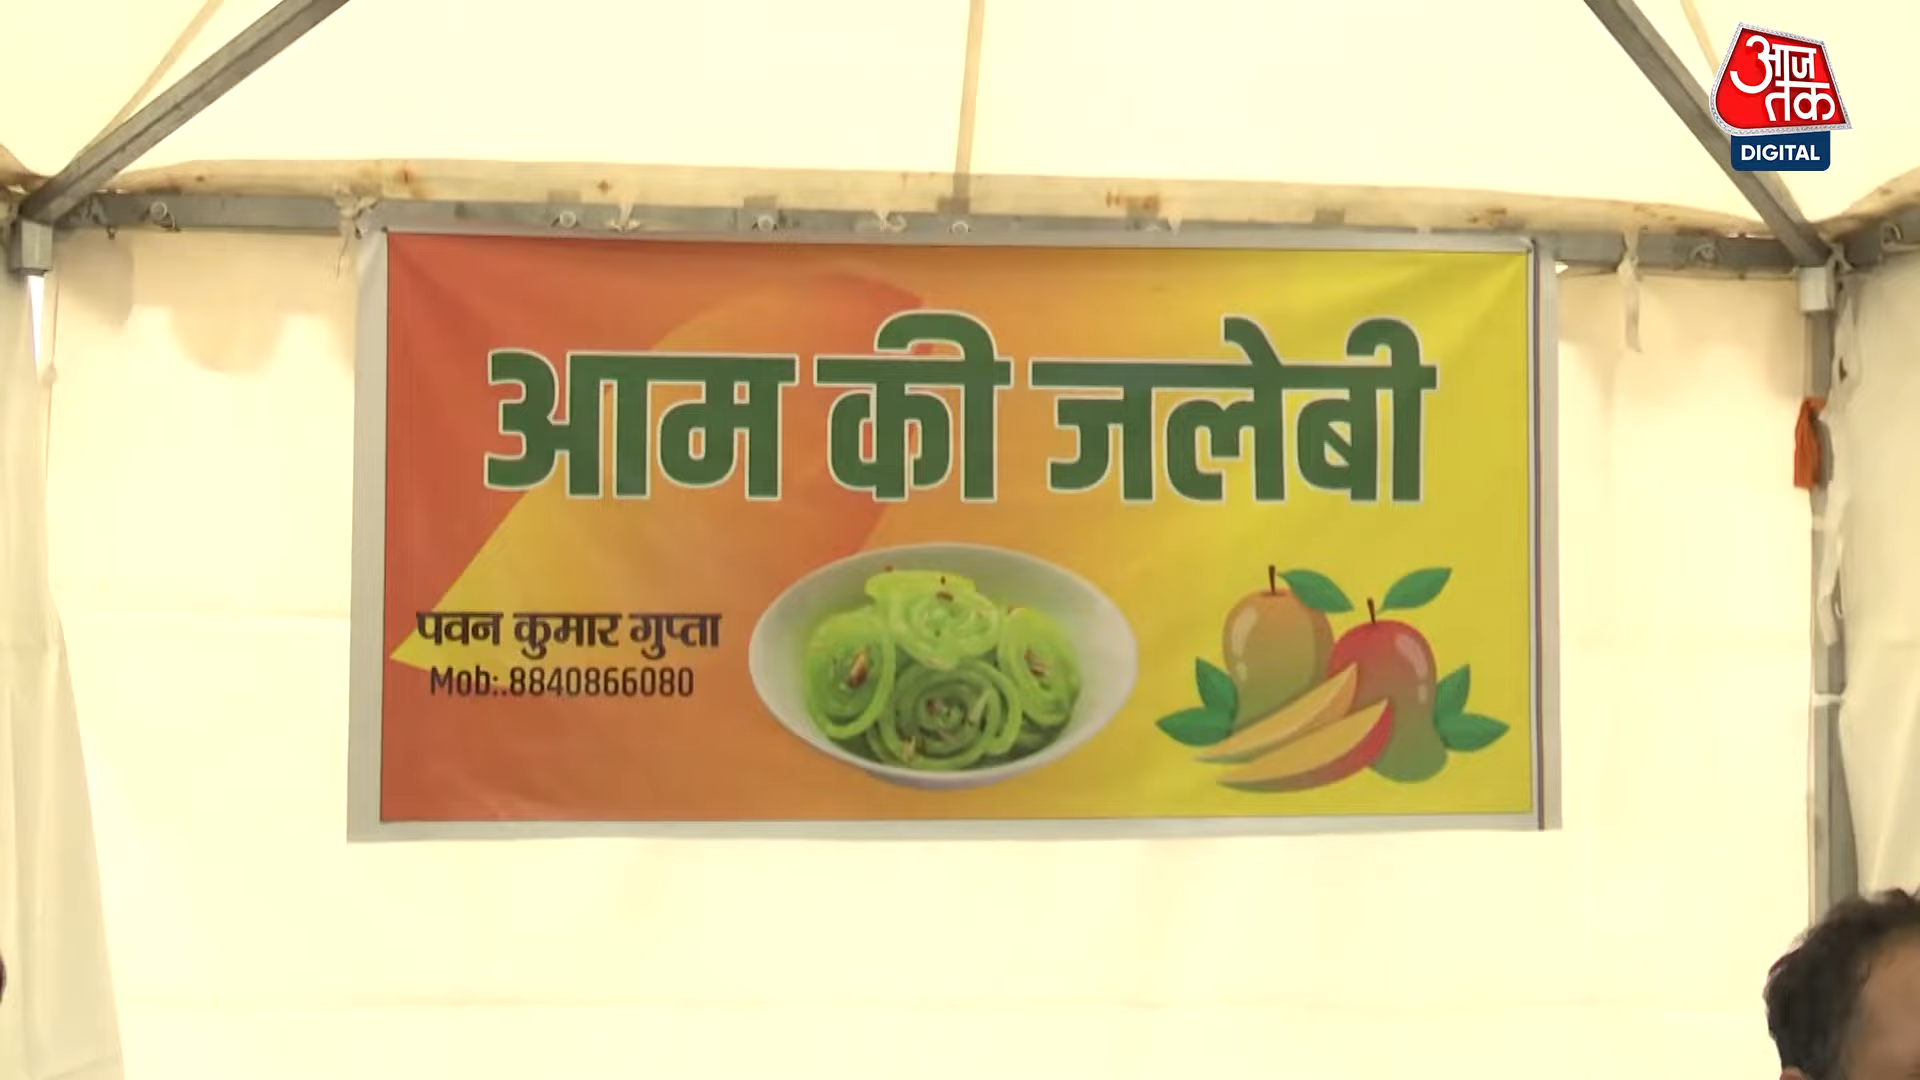 आज
तक
DIGITAL
आम की जलेबी
पवन कुमार गुप्ता
Mob:.8840866080